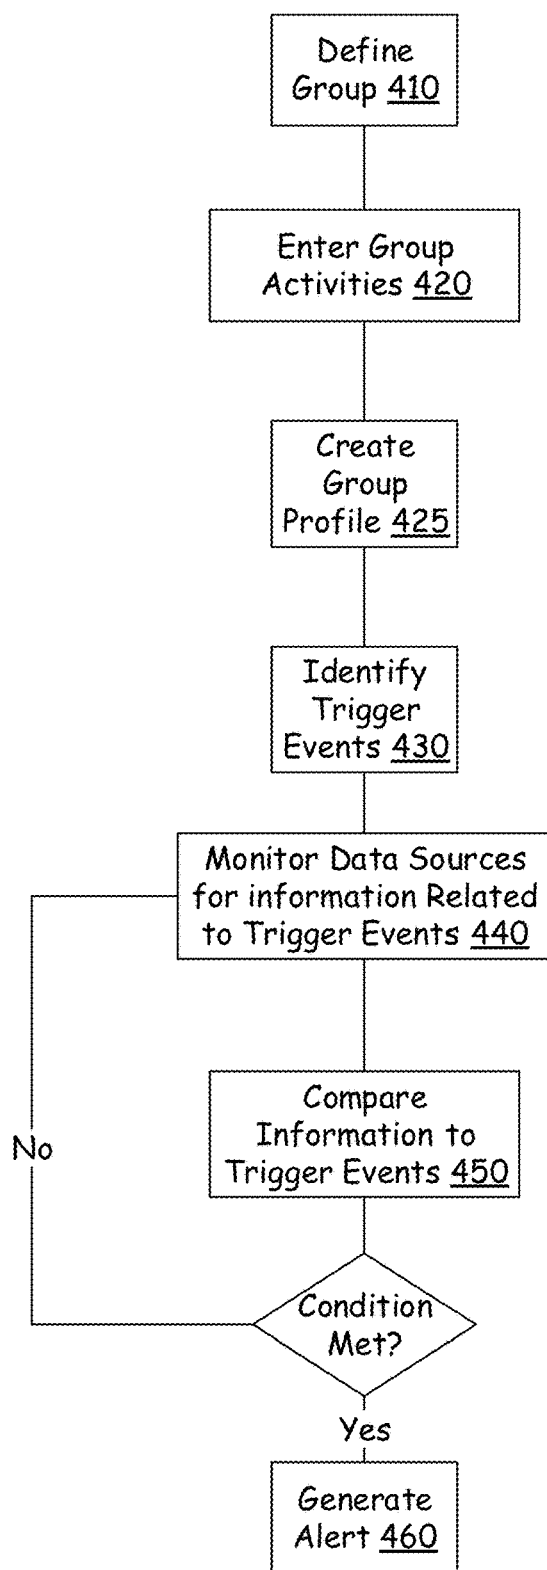 Define
Group 410
Enter Group
Activities 420
Create
Group
Profile 425
Identify
Trigger
Events 430
Monitor Data Sources
for information Related
to Trigger Events 440
Compare
Information to
Trigger Events 450
No
Condition
Met?
Yes
Generate
Alert 460